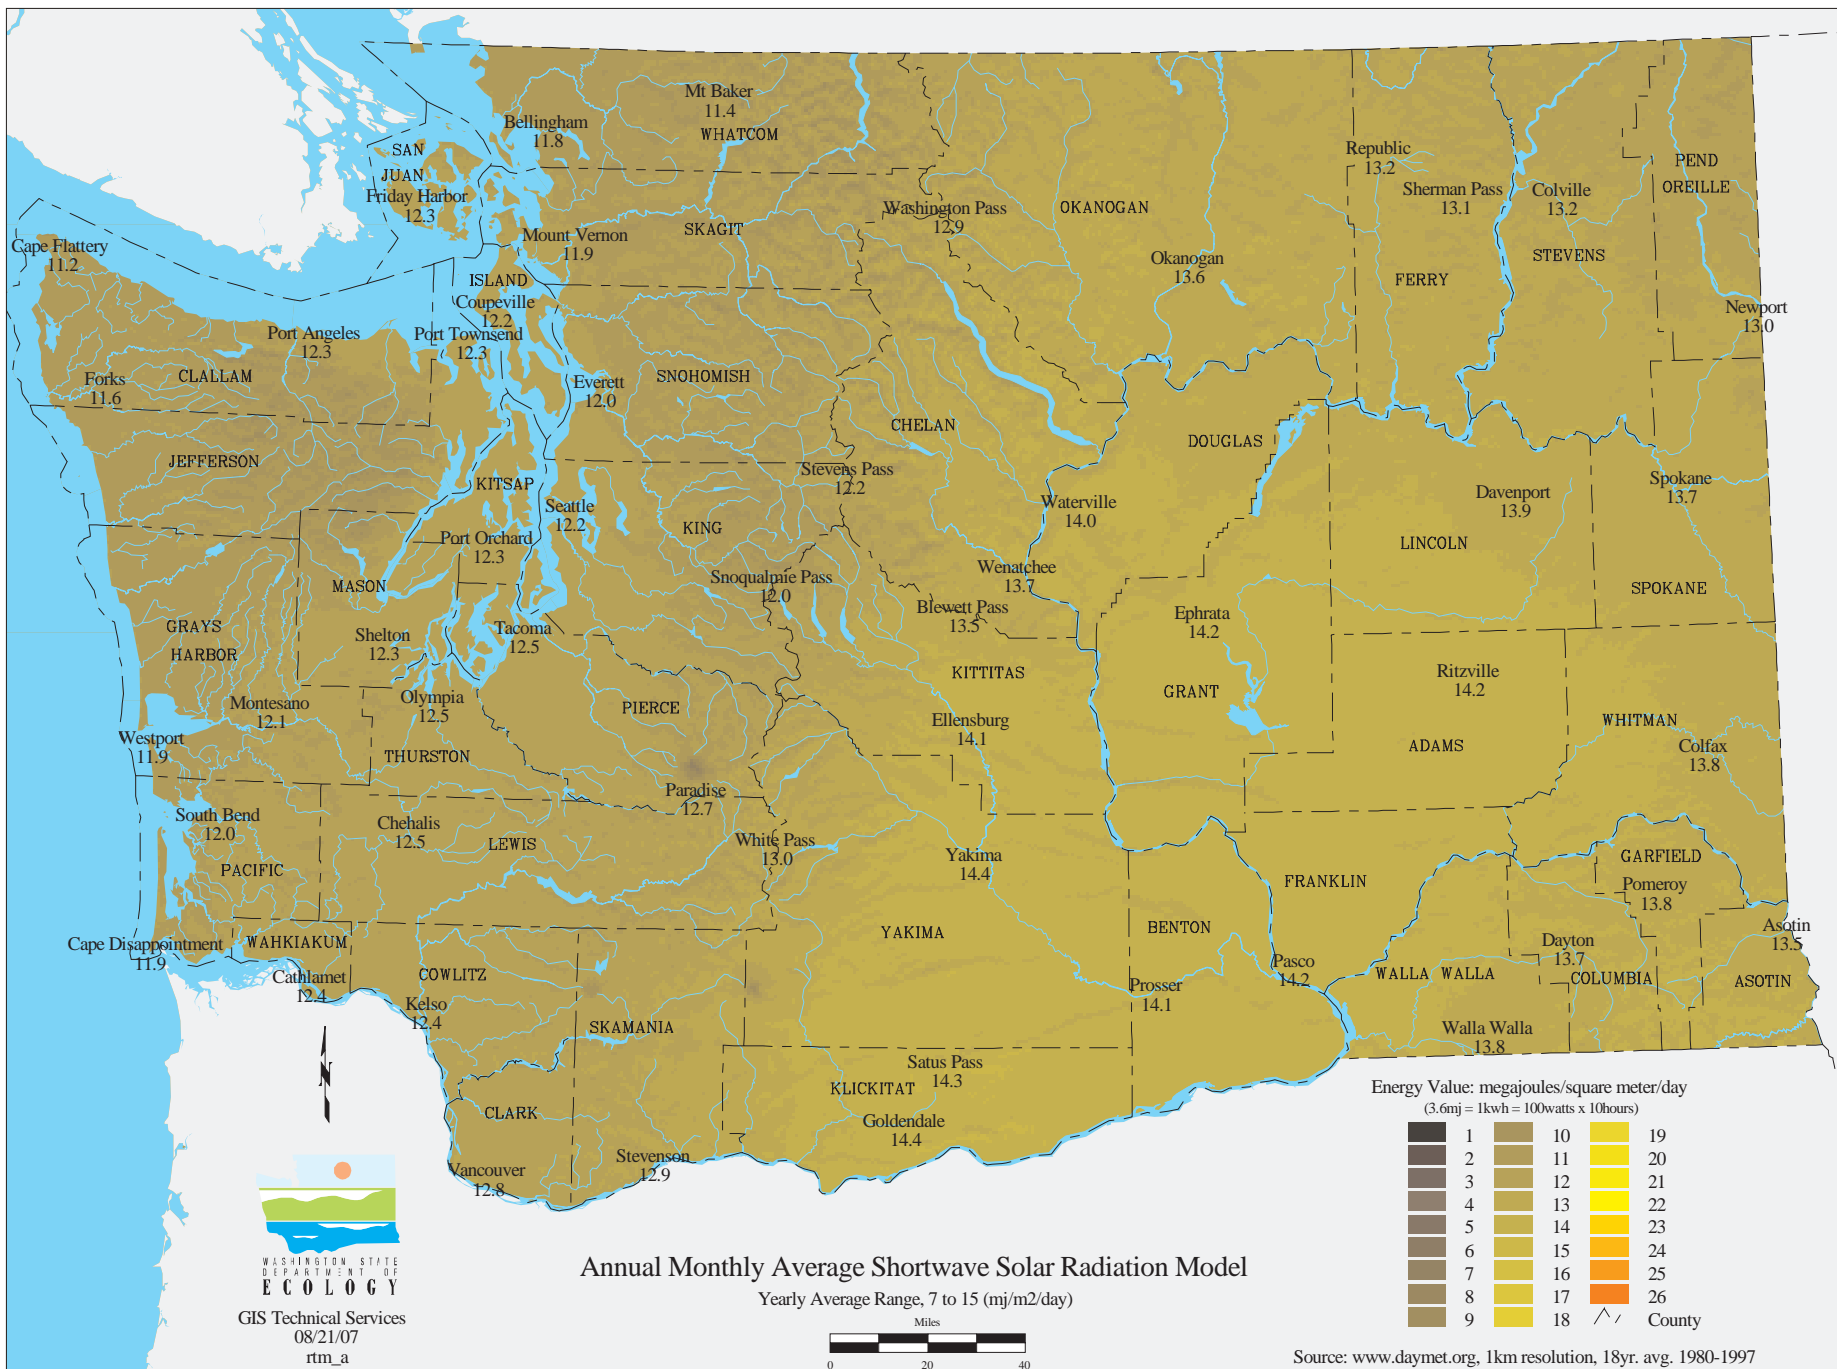 Mt Baker
11.4
WHATCOM
Bellingham
11.8
SAN
JUAN
Friday Harbor
12.3
Republic
13.2
PEND
OREILLE
Sherman Pass
13.1
Colville
13.2
Washington Pass
12.9
OKANOGAN
SKAGIT
Mount Vernon
11.9
Cape Flattery
11.2
ISLAND
Coupeville
12.2
Okanogan
13.6
FERRY
STEVENS
Newport
13.0
Port Angeles
12.3
Port Townsend
12.3
CLALLAM
Forks
11.6
Everett
12.0
SNOHOMISH
CHELAN
DOUGLAS
JEFFERSON
KITSAP
Stevens Pass
12.2
Seattle
12.2
KING
Waterville
14.0
Davenport
13.9
Spokane
13.7
Port Orchard
12.3
LINCOLN
MASON
Snoqualmie Pass
12.0
Wenatchee
13.7
SPOKANE
Blewett Pass
13.5
Ephrata
14.2
GRAYS
HARBOR
Shelton
12.3
Tacoma
12.5
KITTITAS
Ritzville
14.2
GRANT
Olympia
12.5
Montesano
12.1
PIERCE
Ellensburg
14.1
WHITMAN
Westport
11.9
THURSTON
ADAMS
Colfax
13.8
Paradise
12.7
South Bend
12.0
Chehalis
12.5
LEWIS
White Pass
13.0
Yakima
14.4
GARFIELD
Pomeroy
13.8
PACIFIC
FRANKLIN
YAKIMA
BENTON
Asotin
13.5
Cape Disappointment
11.9
WAHKIAKUM
Cathlamet
12.4
COWLITZ
Dayton
13.7
Pasco
14.2
WALLA WALLA
COLUMBIA
ASOTIN
Prosser
14.1
Kelso
12.4
SKAMANIA
Walla Walla
13.8
N
Satus Pass
14.3
KLICKITAT
Goldendale
14.4
CLARK
Vancouver
12.8
Stevenson
12.9
Energy Value: megajoules/square meter/day
(3.6mj = 1kwh = 100watts x 10hours)
1 10 19
2 11 20
3 12 21
4 13 22
5 14 23
6 15 24
7 16 25
8 17 26
9 18 County
WASHINGTON STATE
DEPARTMENT OF
ECOLOGY
GIS Technical Services
08/21/07
rtm_a
Annual Monthly Average Shortwave Solar Radiation Model
Yearly Average Range, 7 to 15 (mj/m2/day)
Miles
0 20 40
Source: www.daymet.org, 1km resolution, 18yr. avg. 1980-1997